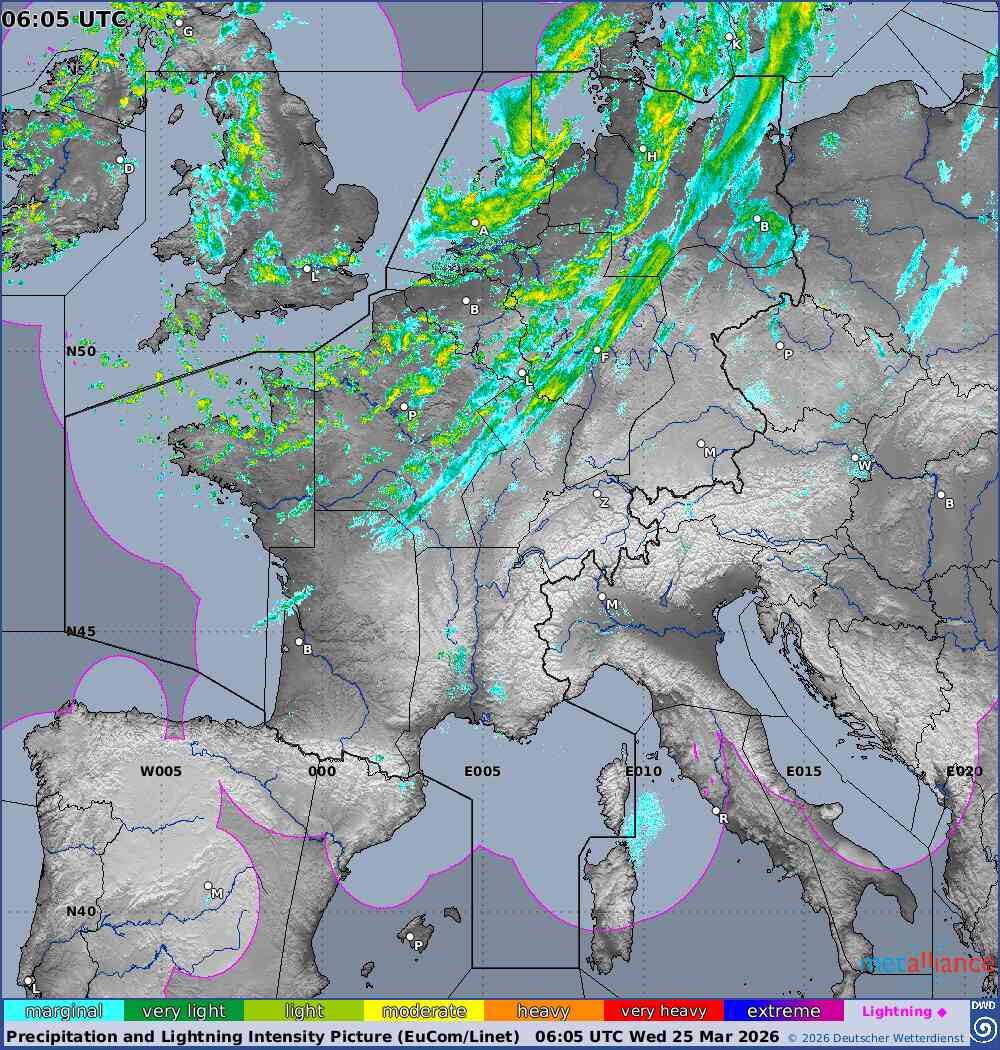 06:05 UTC
G
K
N55
D
H
A
B
L
B
N50
F
P
L
P
M
W
Z
B
M
N45
B
W005
000
E005
E010
E015
E020
R
M
N40
P
L
metalliance
marginal very light light moderate heavy very heavy extreme Lightning ◆
DWD
Precipitation and Lightning Intensity Picture (EuCom/Linet) 06:05 UTC Wed 25 Mar 2026 © 2026 Deutscher Wetterdienst